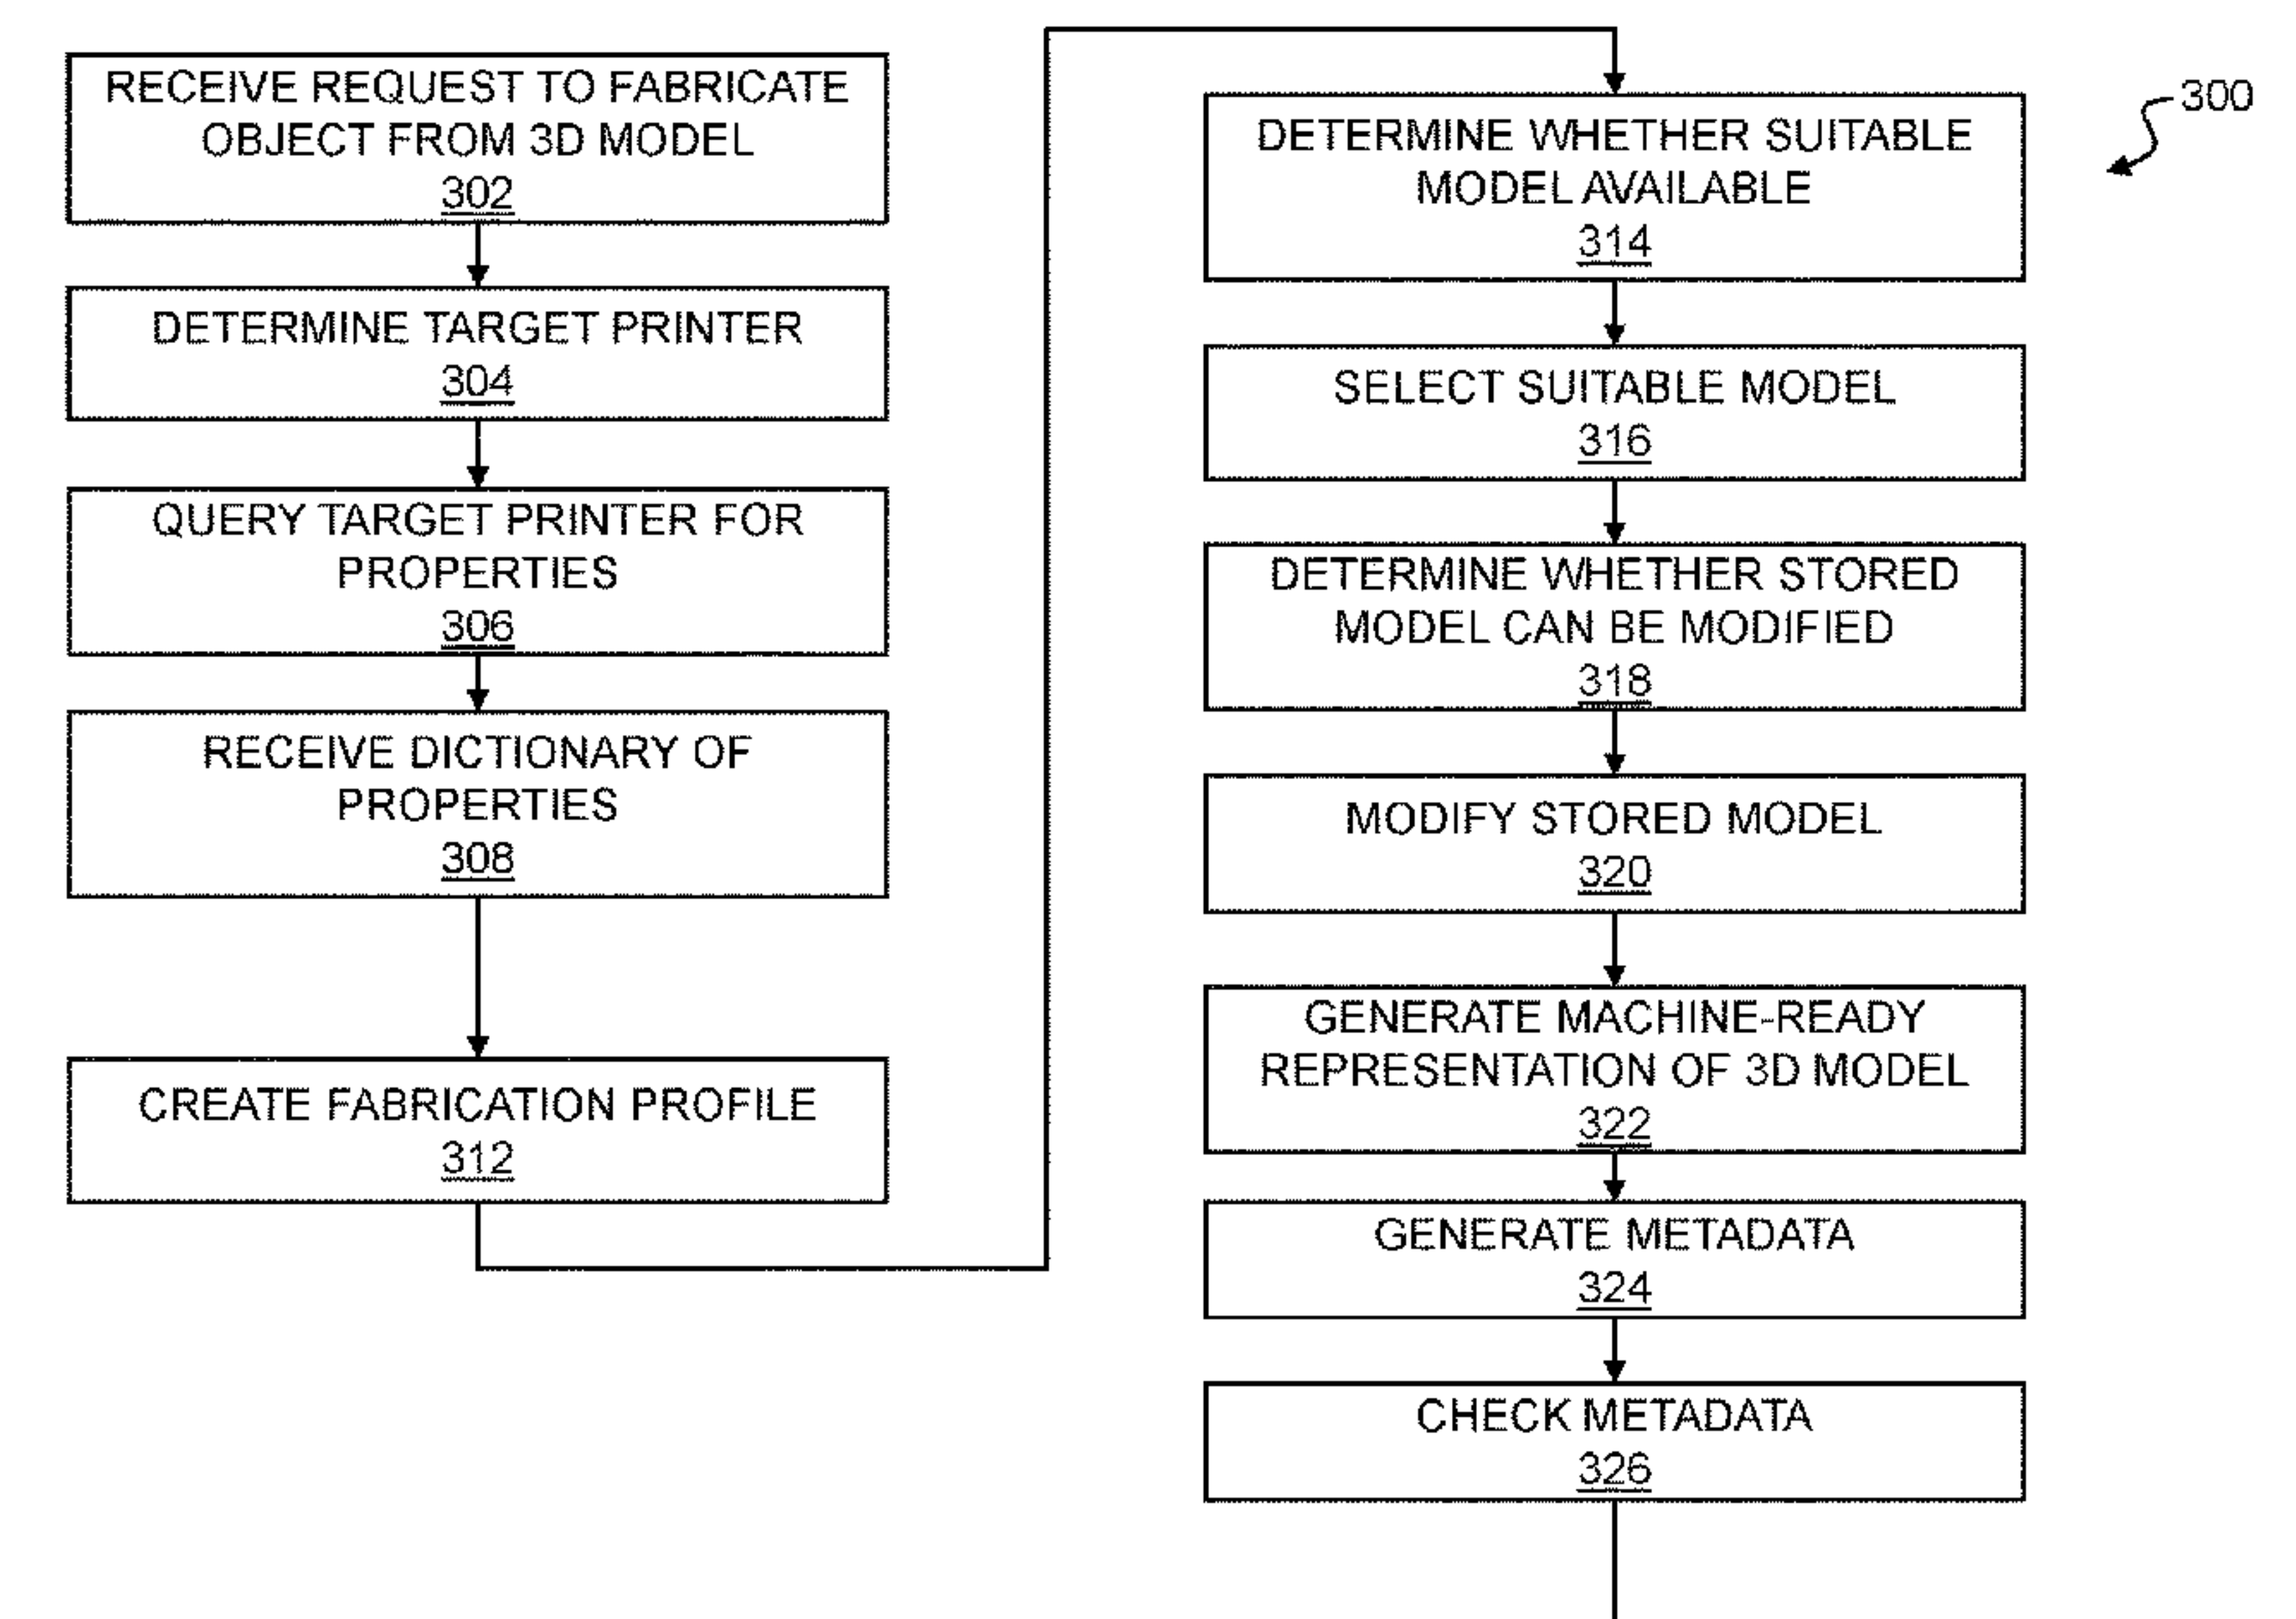 RECEIVE REQUEST TO FABRICATE
OBJECT FROM 3D MODEL
302
DETERMINE TARGET PRINTER
304
QUERY TARGET PRINTER FOR
PROPERTIES
306
RECEIVE DICTIONARY OF
PROPERTIES
308
CREATE FABRICATION PROFILE
312
DETERMINE WHETHER SUITABLE
MODEL AVAILABLE
314
SELECT SUITABLE MODEL
316
DETERMINE WHETHER STORED
MODEL CAN BE MODIFIED
318
MODIFY STORED MODEL
320
GENERATE MACHINE-READY
REPRESENTATION OF 3D MODEL
322
GENERATE METADATA
324
CHECK METADATA
326
300